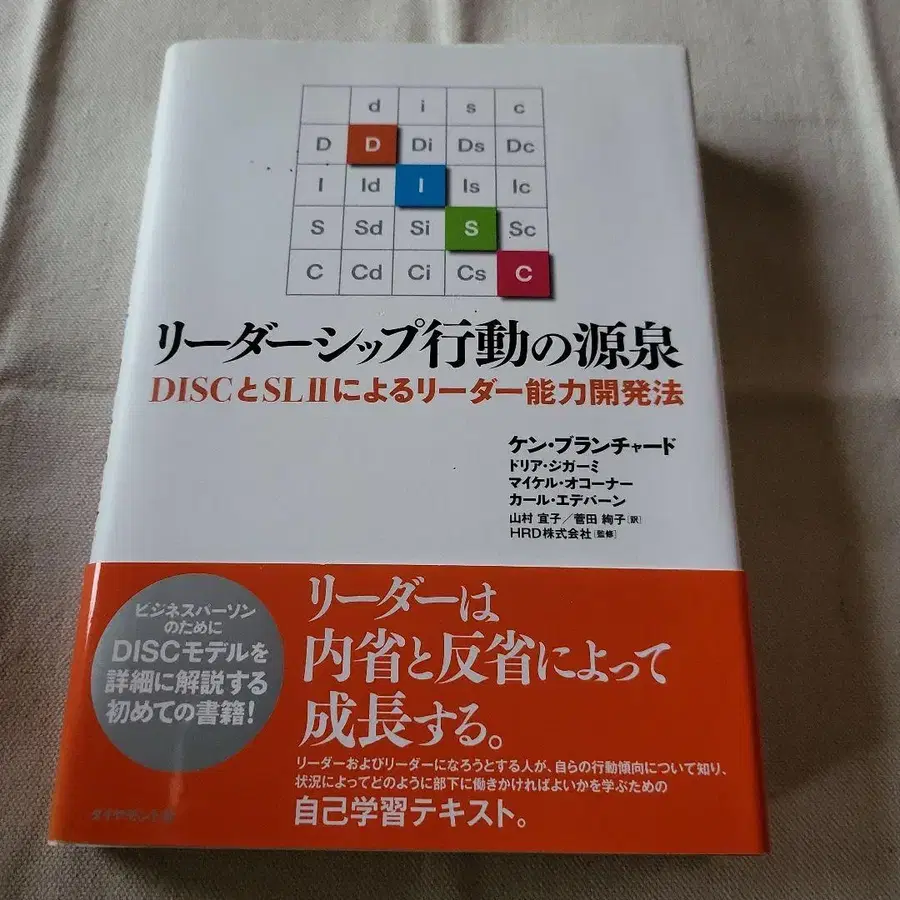 d i s c
D D Di Ds Dc
I Id I Is Ic
S Sd Si S Sc
C Cd Ci Cs C
リーダーシップ行動の源泉
DISCとSLⅡによるリーダー能力開発法
ケン・ブランチャード
ドリア・ジガーミ
マイケル・オコーナー
カール・エデバーン
山村 宜子／菅田 絢子[訳]
HRD株式会社[監修]
ビジネスパーソン
のために
DISCモデルを
詳細に解説する
初めての書籍!
リーダーは
内省と反省によって
成長する。
リーダーおよびリーダーになろうとする人が、自らの行動傾向について知り、
状況によってどのように部下に働きかければよいかを学ぶための
自己学習テキスト。
ダイヤモンド社